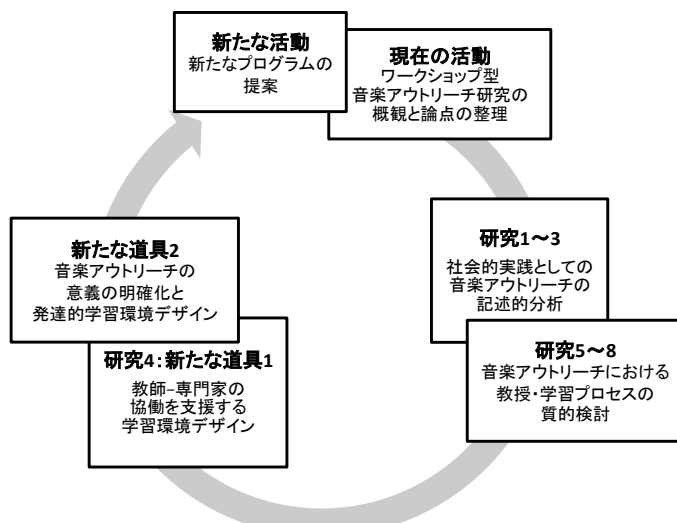 新たな活動
新たなプログラムの
提案
現在の活動
ワークショップ型
音楽アウトリーチ研究の
概観と論点の整理
研究1～3
社会的実践としての
音楽アウトリーチの
記述的分析
研究5～8
音楽アウトリーチにおける
教授・学習プロセスの
質的検討
研究4：新たな道具1
教師−専門家の
協働を支援する
学習環境デザイン
新たな道具2
音楽アウトリーチの
意義の明確化と
発達的学習環境デザイン